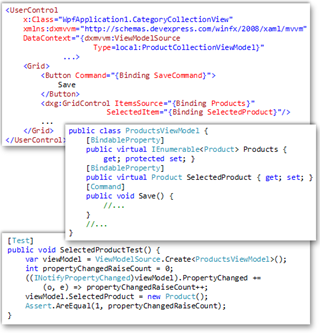 <UserControl
x:Class="WpfApplication1.CategoryCollectionView"
xmlns:dxmvvm="http://schemas.devexpress.com/winfx/2008/xaml/mvvm"
DataContext="{dxmvvm:ViewModelSource
Type=local:ProductCollectionViewModel}"
...>
<Grid>
<Button Command="{Binding SaveCommand}">
Save
</Button>
<dxg:GridControl ItemsSource="{Binding Products}"
SelectedItem="{Binding SelectedProduct}"/>
...
</Grid>
</UserControl
public class ProductsViewModel {
[BindableProperty]
public virtual IEnumerable<Product> Products {
get; protected set; }
[BindableProperty]
public virtual Product SelectedProduct { get; set; }
[Command]
public void Save() {
//...
}
//...
}
[Test]
public void SelectedProductTest() {
var viewModel = ViewModelSource.Create<ProductsViewModel>();
int propertyChangedRaiseCount = 0;
((INotifyPropertyChanged)viewModel).PropertyChanged +=
(o, e) => propertyChangedRaiseCount++;
viewModel.SelectedProduct = new Product();
Assert.AreEqual(1, propertyChangedRaiseCount);
}